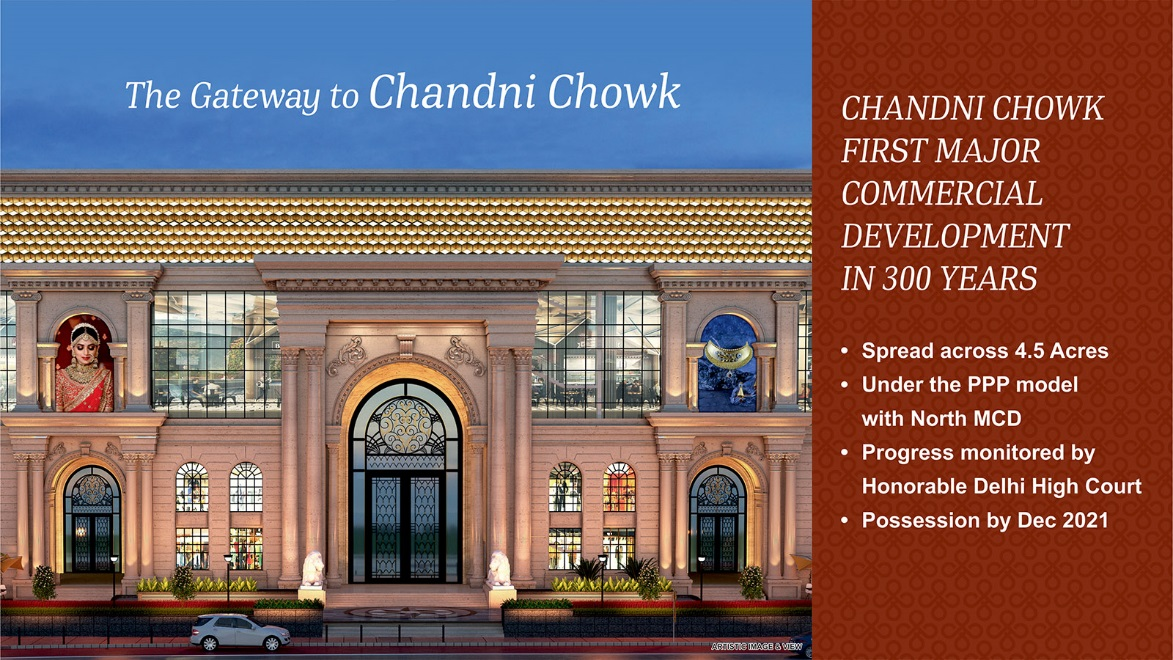 The Gateway to Chandni Chowk
CHANDNI CHOWK
FIRST MAJOR
COMMERCIAL
DEVELOPMENT
IN 300 YEARS
• Spread across 4.5 Acres
• Under the PPP model
with North MCD
• Progress monitored by
Honorable Delhi High Court
• Possession by Dec 2021
ARTISTIC IMAGE & VIEW